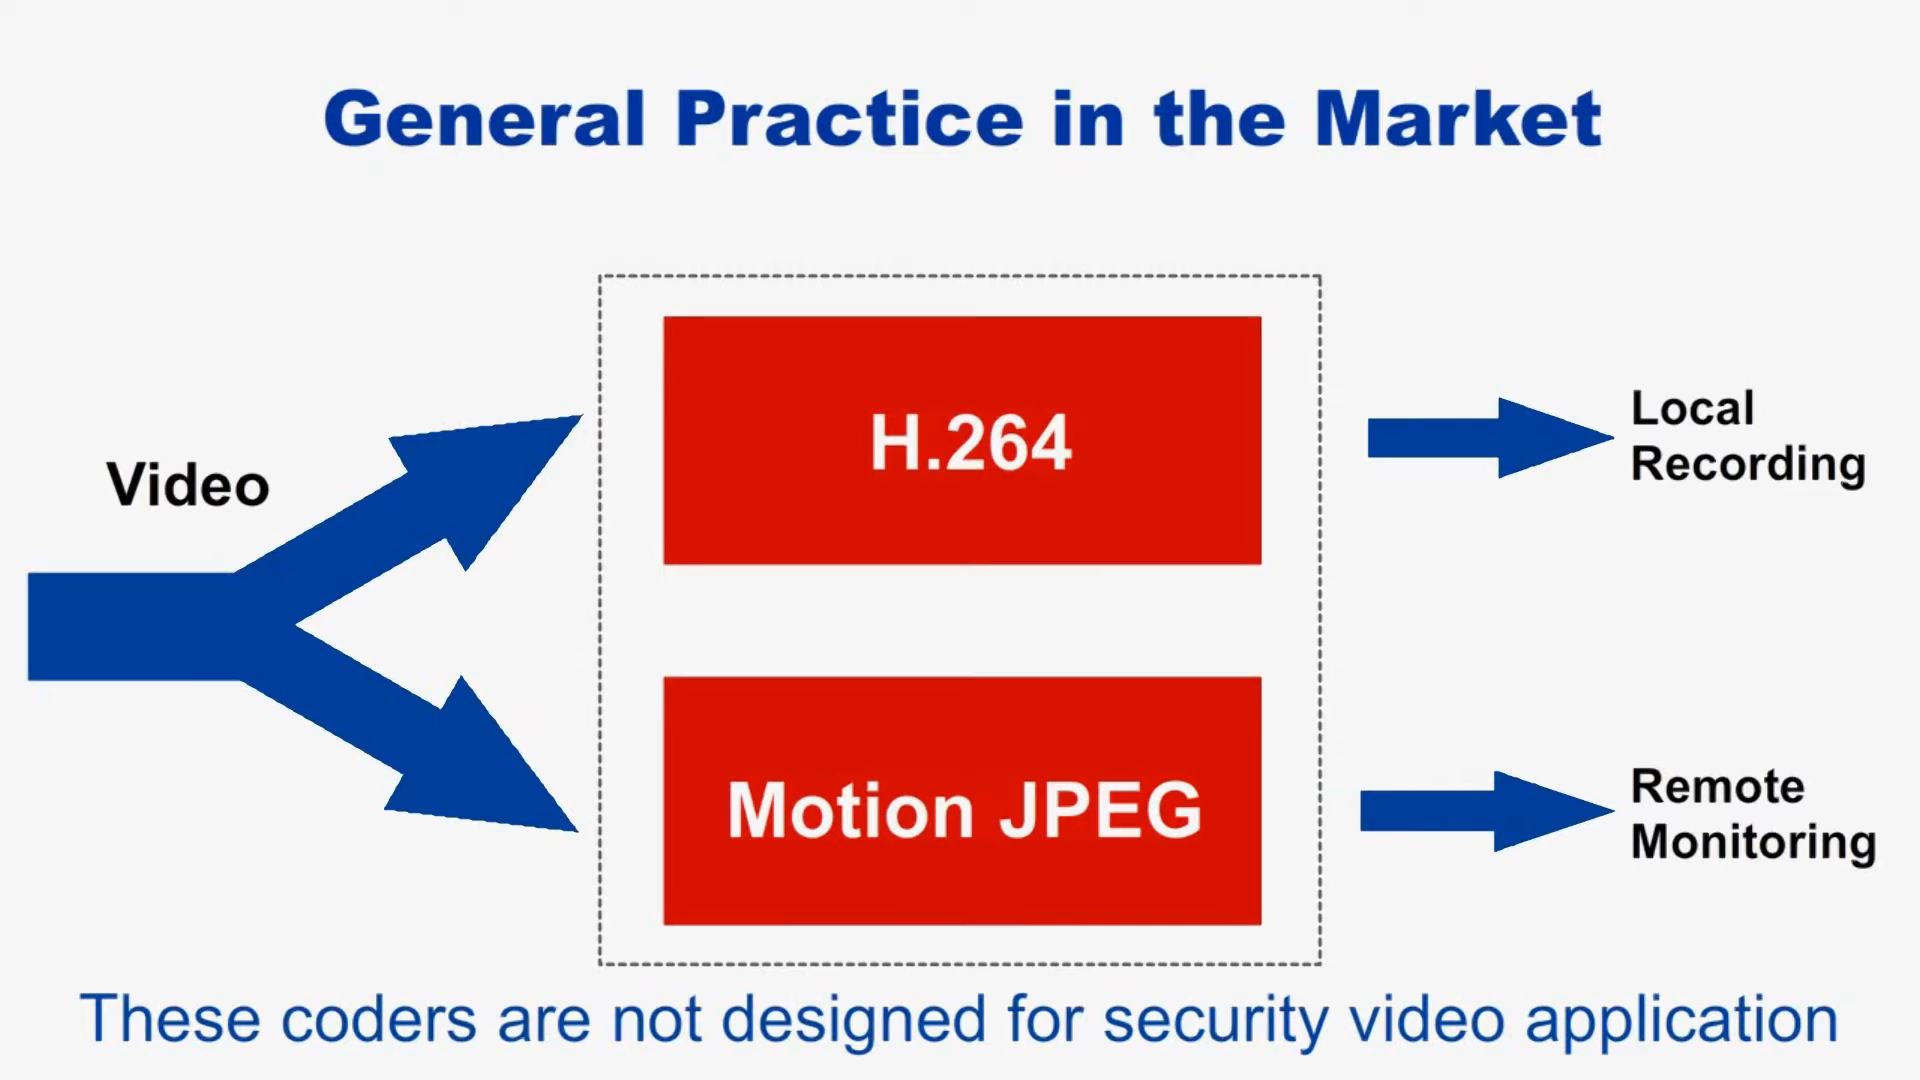 General Practice in the Market
Video
H.264
Local
Recording
Motion JPEG
Remote
Monitoring
These coders are not designed for security video application